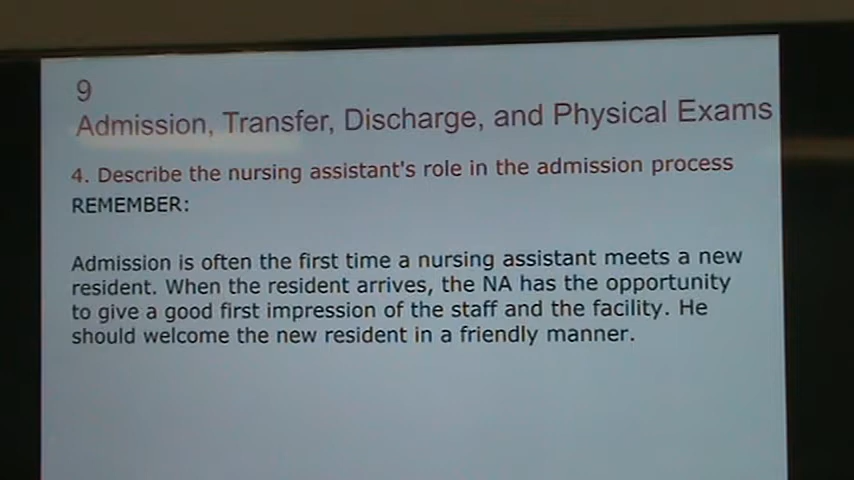 9
Admission, Transfer, Discharge, and Physical Exams
4. Describe the nursing assistant's role in the admission process
REMEMBER:
Admission is often the first time a nursing assistant meets a new
resident. When the resident arrives, the NA has the opportunity
to give a good first impression of the staff and the facility. He
should welcome the new resident in a friendly manner.